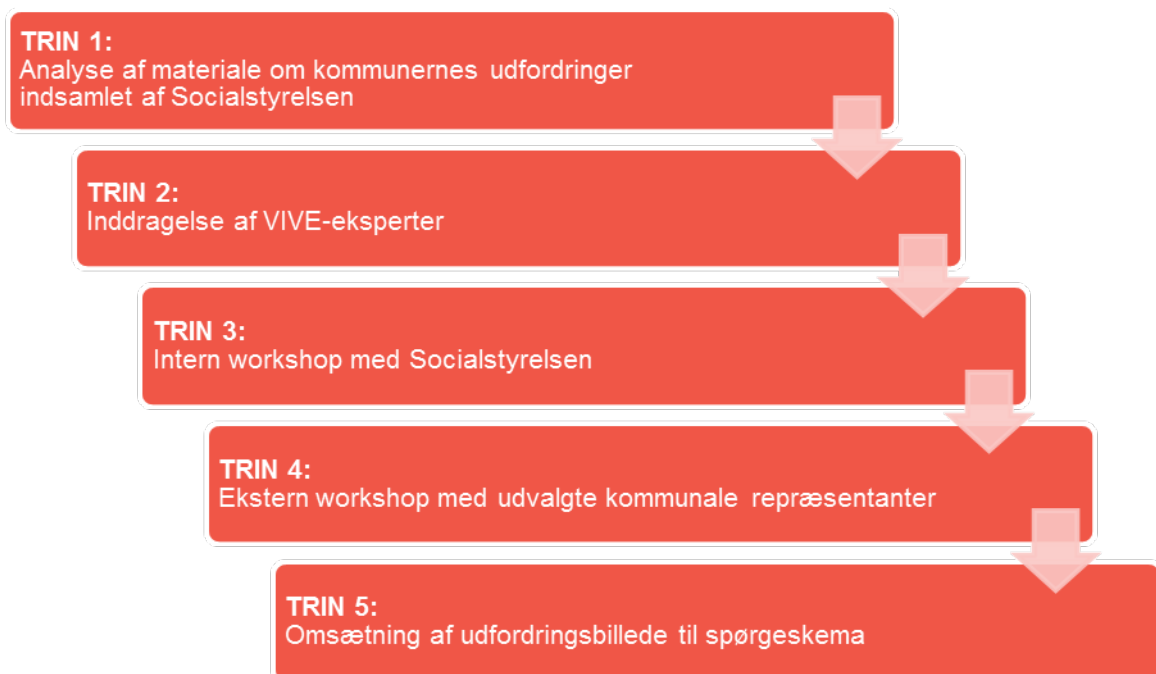 TRIN 1:
Analyse af materiale om kommunernes udfordringer
indsamlet af Socialstyrelsen
TRIN 2:
Inddragelse af VIVE-eksperter
TRIN 3:
Intern workshop med Socialstyrelsen
TRIN 4:
Ekstern workshop med udvalgte kommunale repræsentanter
TRIN 5:
Omsætning af udfordringsbillede til spørgeskema